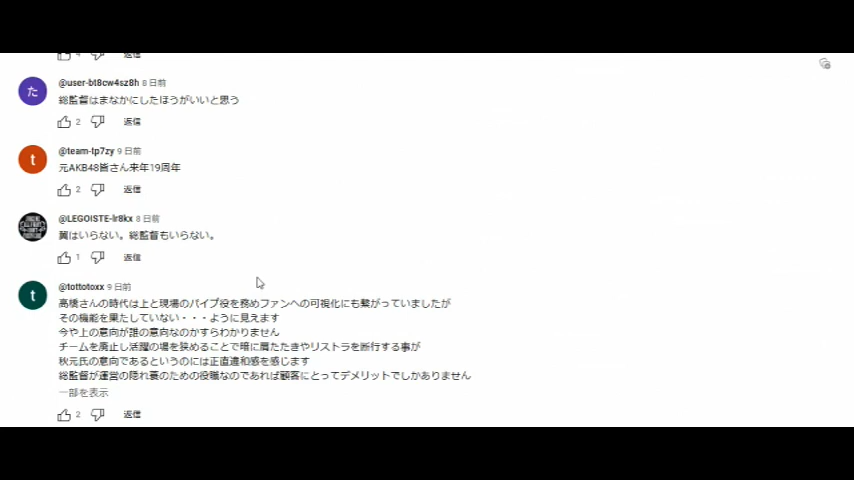 4 返信
た @user-bt8cw4sz8h 8 日前
総監督はまなかにしたほうがいいと思う
2 返信
t @team-tp7zy 9 日前
元AKB48皆さん来年19周年
2 返信
@LEGOISTE-lr8kx 8 日前
翼はいらない。総監督もいらない。
1 返信
t @tottotoxx 9 日前
高橋さんの時代は上と現場のパイプ役を務めファンへの可視化にも繋がっていましたが
その機能を果たしていない・・・ように見えます
今や上の意向が誰の意向なのかすらわかりません
チームを廃止し活躍の場を狭めることで暗に肩たたきやリストラを断行する事が
秋元氏の意向であるというのには正直違和感を感じます
総監督が運営の隠れ蓑のための役職なのであれば顧客にとってデメリットでしかありません
一部を表示
2 返信